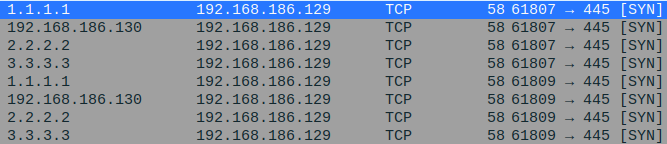 1.1.1.1 192.168.186.129 TCP 58 61807 → 445 [SYN]
192.168.186.130 192.168.186.129 TCP 58 61807 → 445 [SYN]
2.2.2.2 192.168.186.129 TCP 58 61807 → 445 [SYN]
3.3.3.3 192.168.186.129 TCP 58 61807 → 445 [SYN]
1.1.1.1 192.168.186.129 TCP 58 61809 → 445 [SYN]
192.168.186.130 192.168.186.129 TCP 58 61809 → 445 [SYN]
2.2.2.2 192.168.186.129 TCP 58 61809 → 445 [SYN]
3.3.3.3 192.168.186.129 TCP 58 61809 → 445 [SYN]